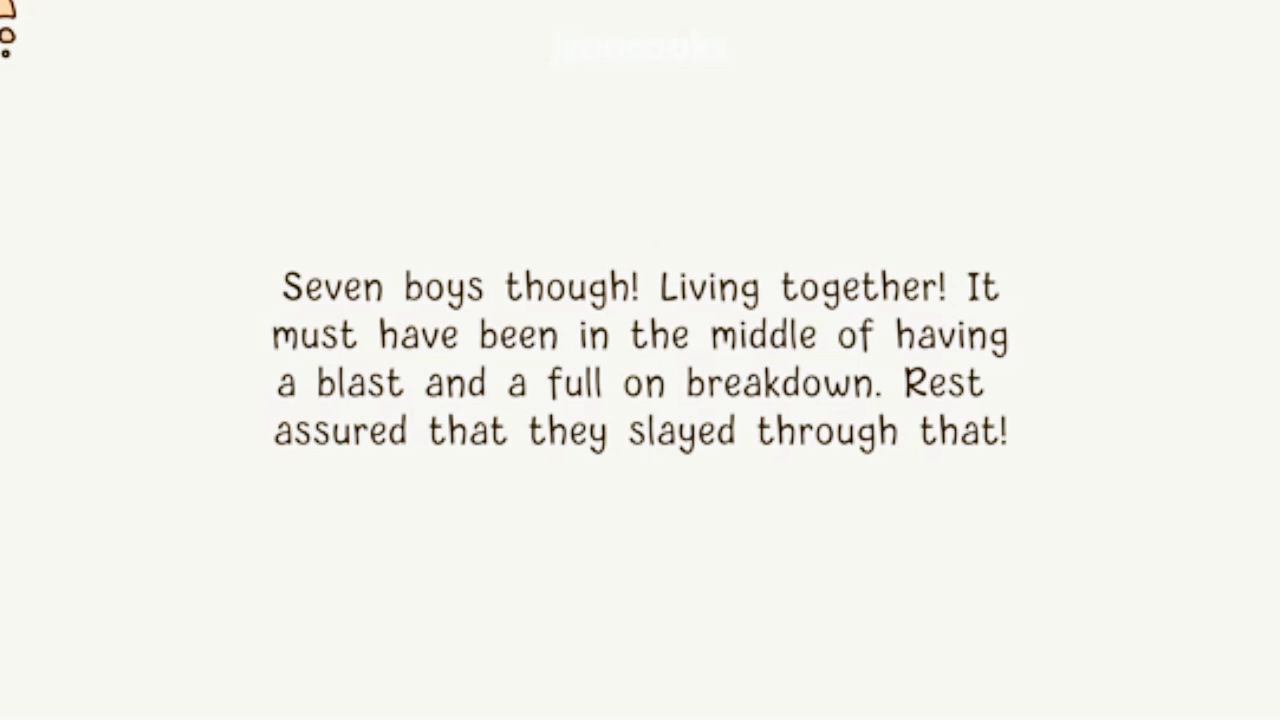 Seven boys though! Living together! It
must have been in the middle of having
a blast and a full on breakdown. Rest
assured that they slayed through that!